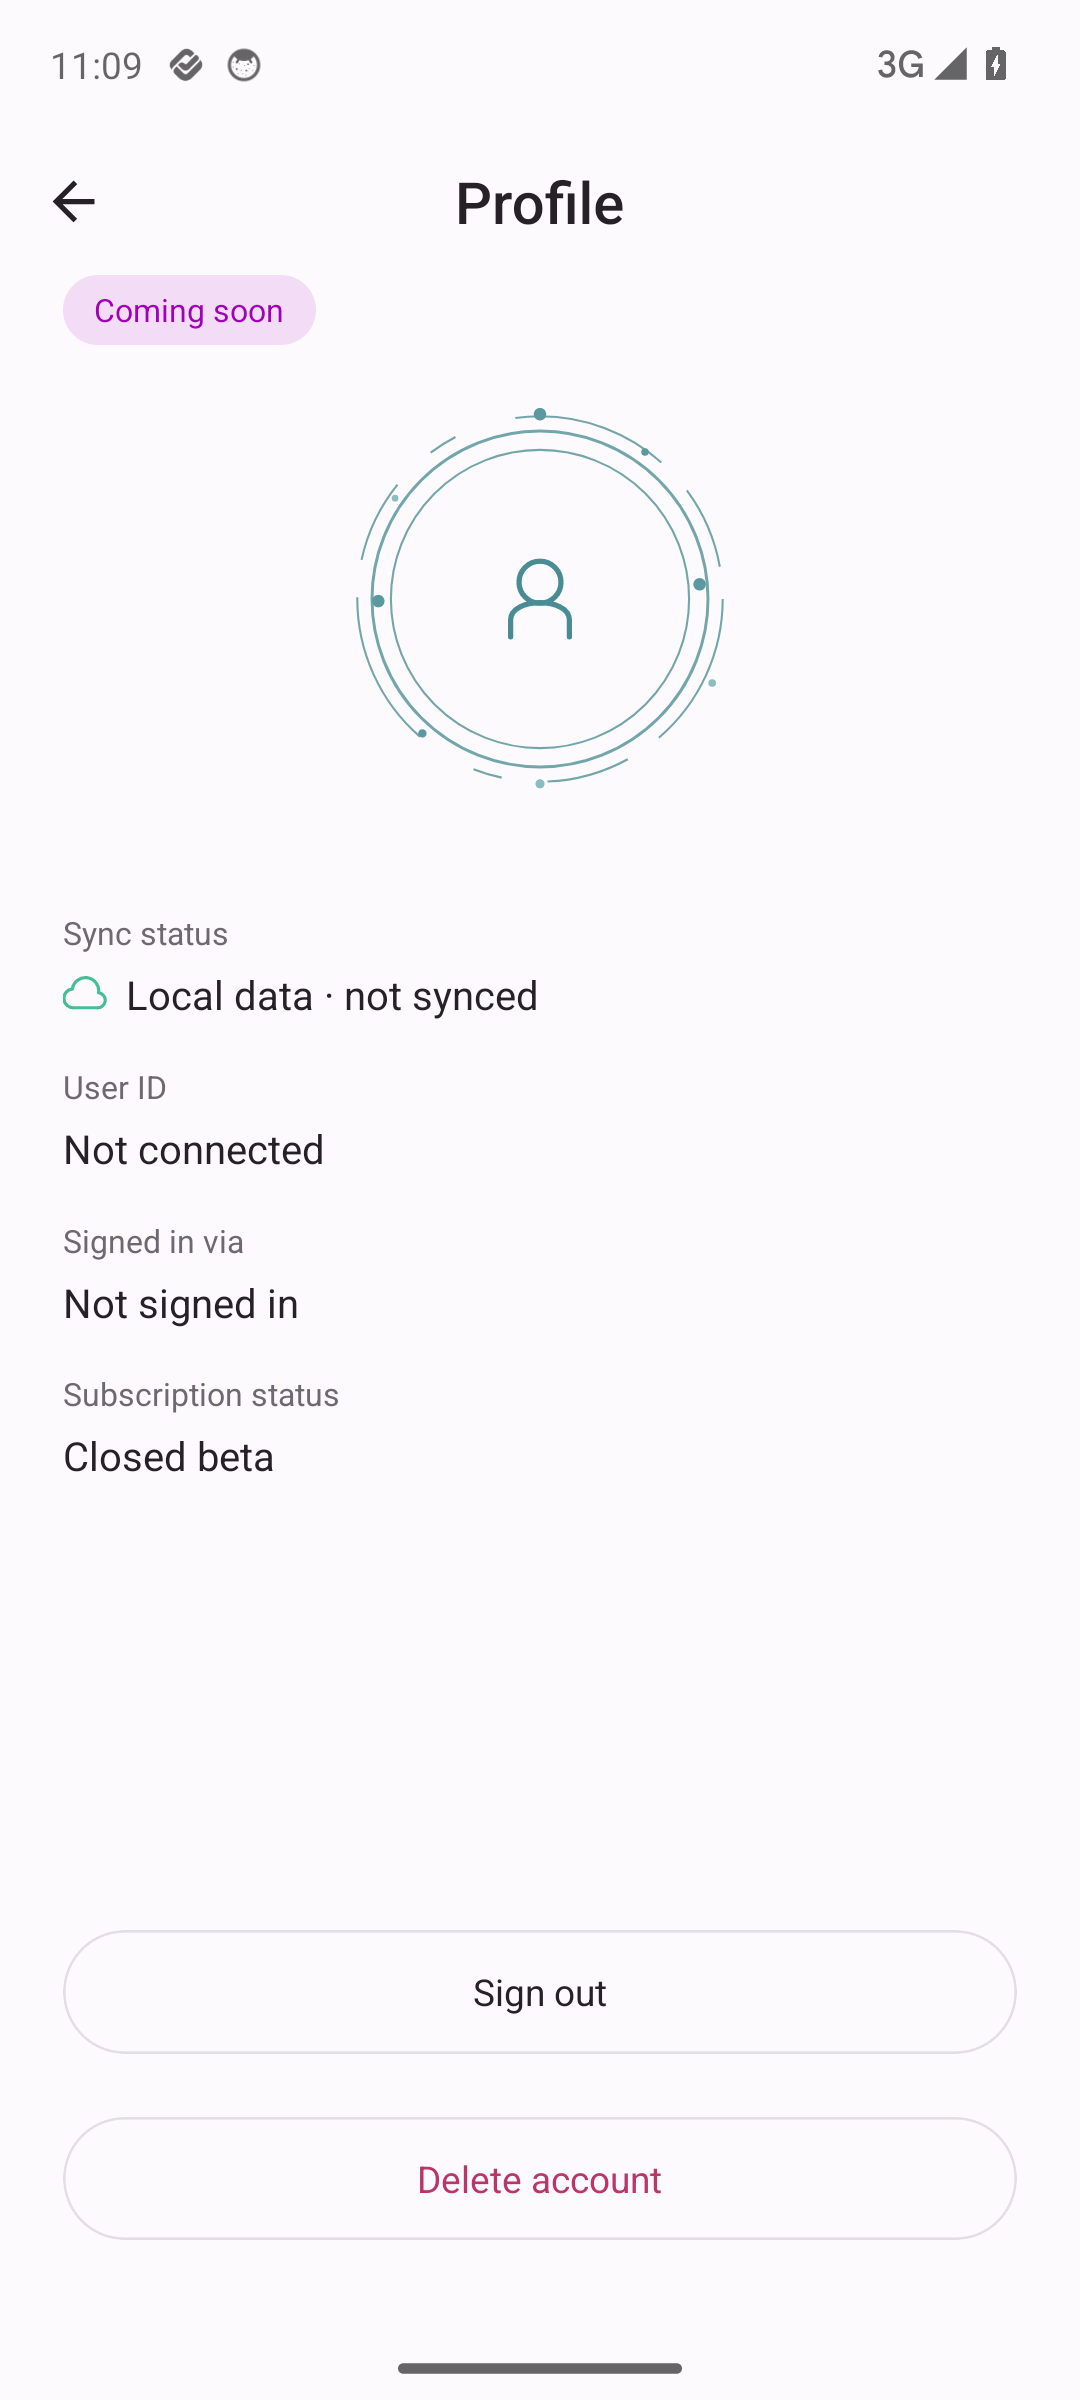 11:09
3G
Profile
Coming soon
Sync status
Local data · not synced
User ID
Not connected
Signed in via
Not signed in
Subscription status
Closed beta
Sign out
Delete account